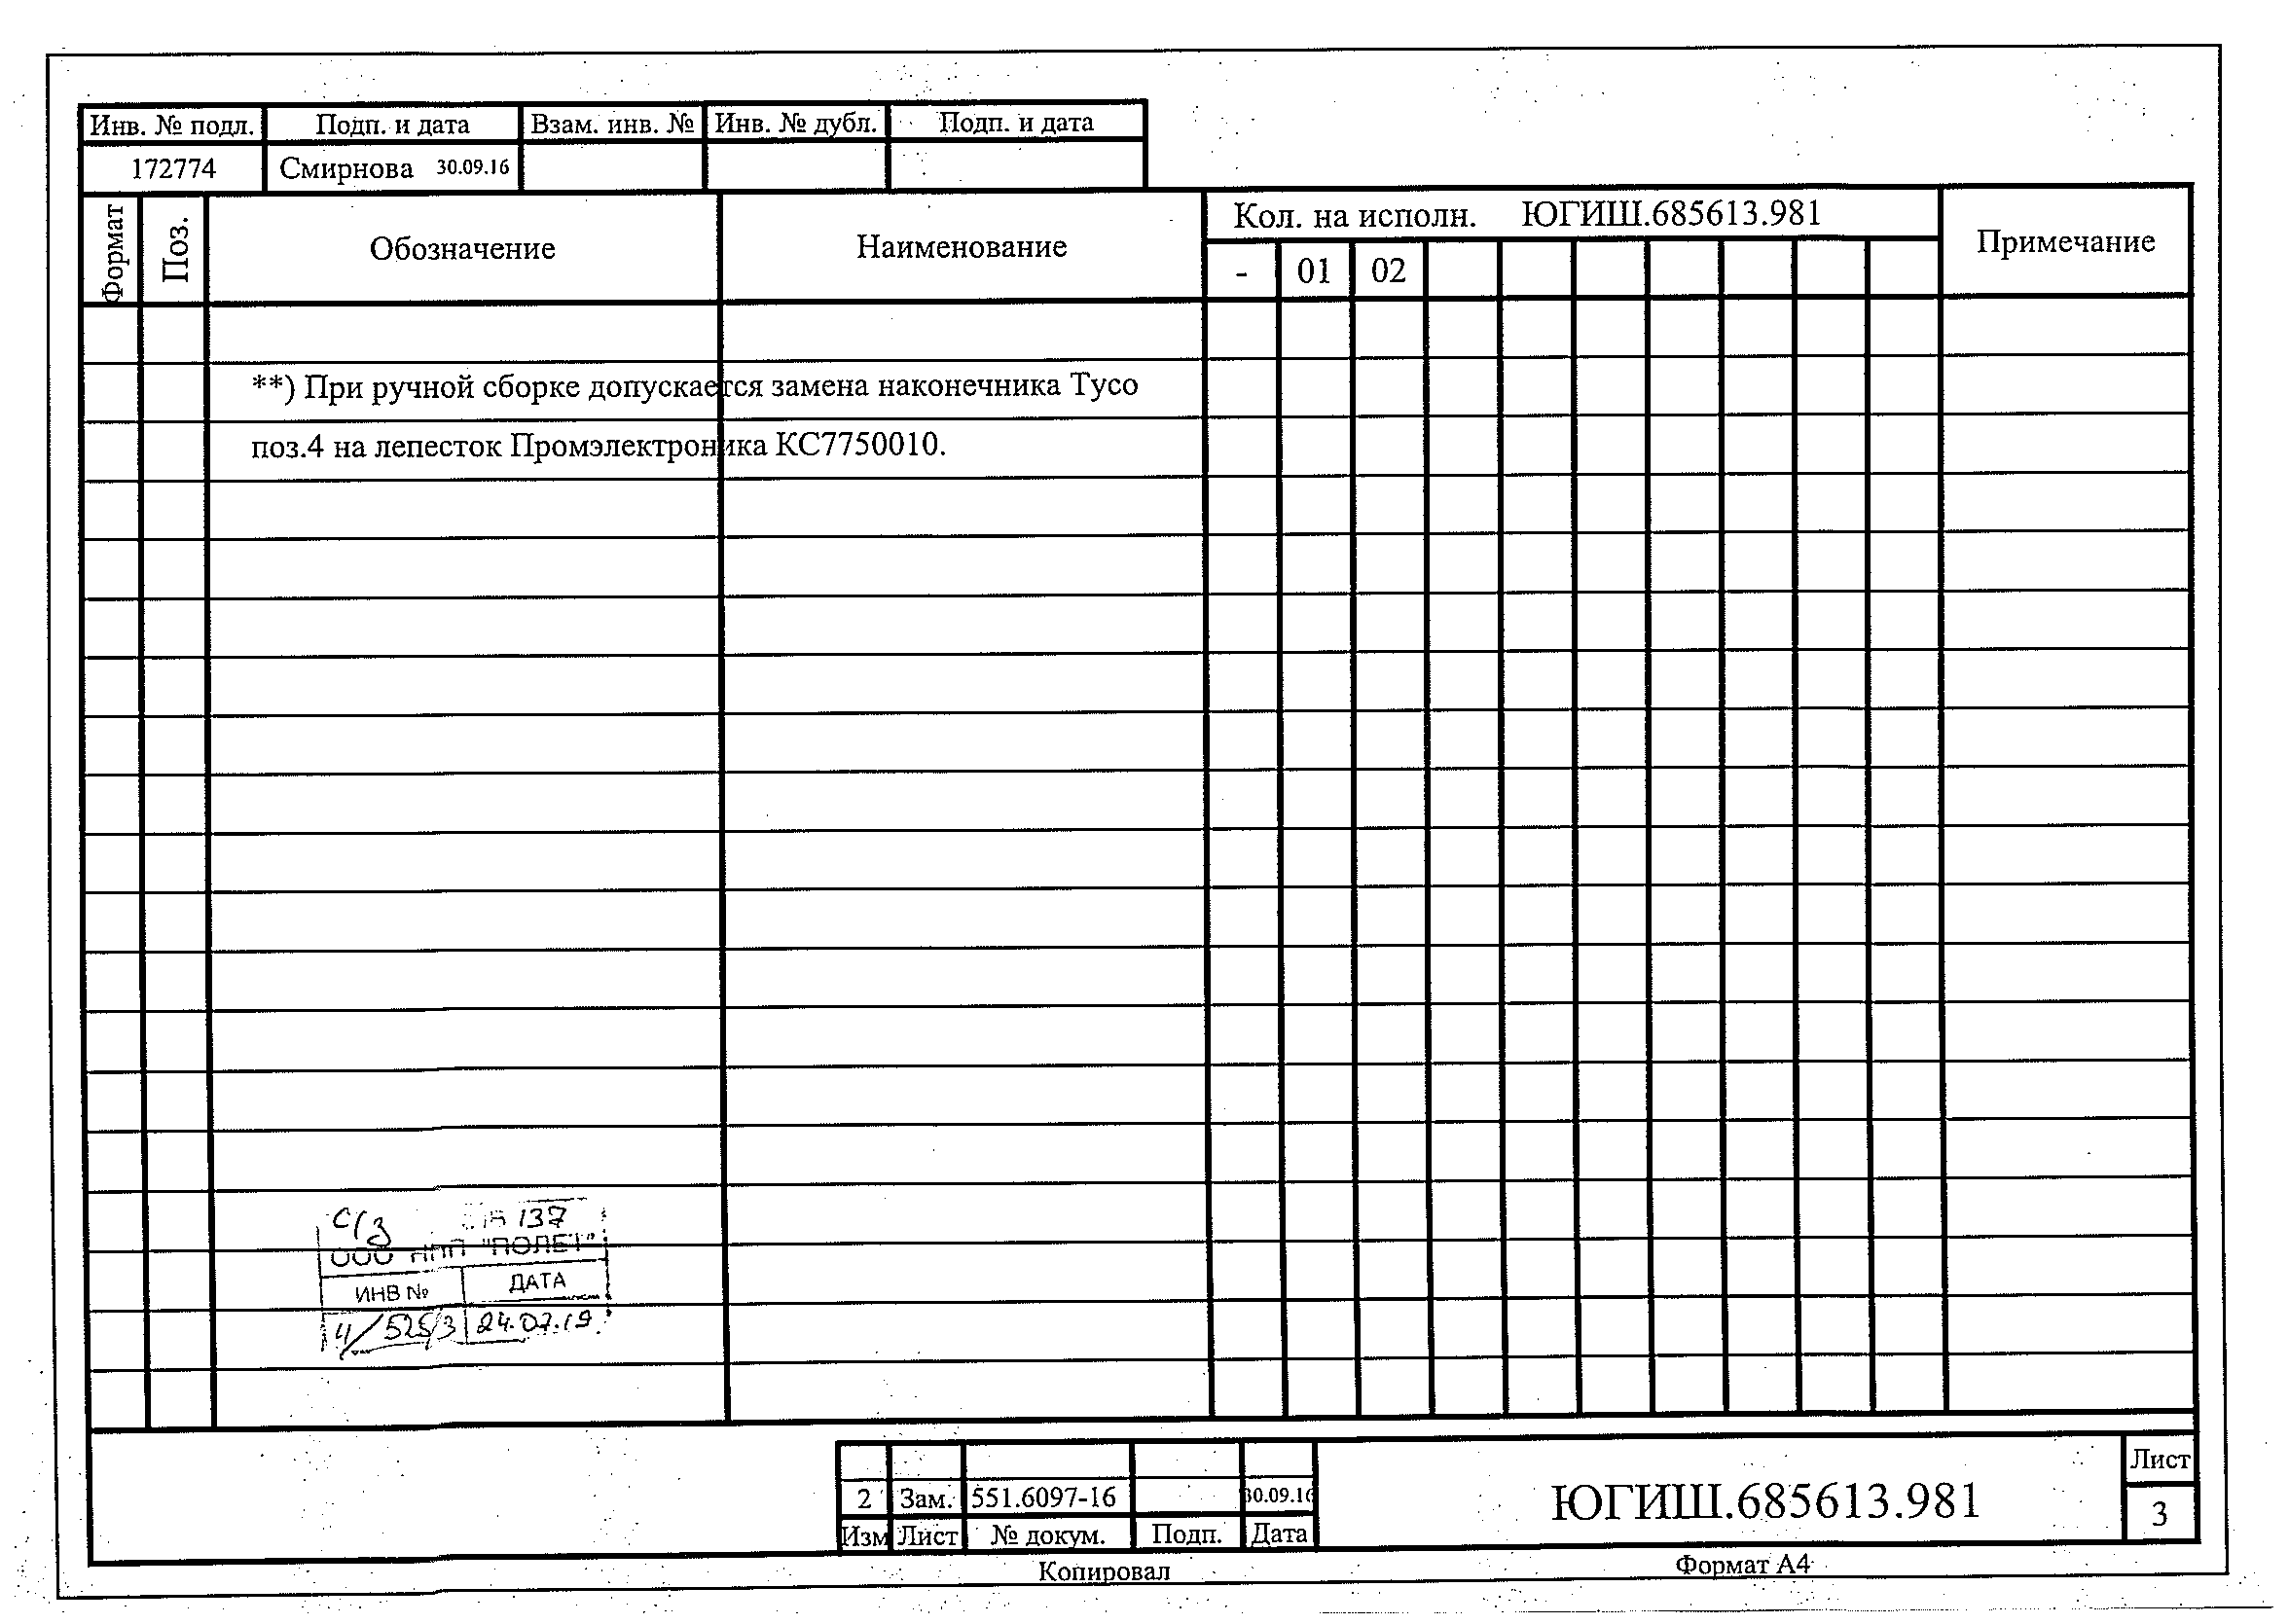 Инв. № подл. Подп. и дата Взам. инв. № Инв. № дубл. Подп. и дата
172774 Смирнова 30.09.16
Формат Поз. Обозначение Наименование Кол. на исполн. ЮГИШ.685613.981 Примечание
- 01 02
**) При ручной сборке допускается замена наконечника Tyco
поз.4 на лепесток Промэлектроника КС7750010.
с/з 137
ООО НПП "ПОЛЕТ"
ИНВ № ДАТА
4/525/3 24.07.19
Лист
2 Зам. 551.6097-16 30.09.16
ЮГИШ.685613.981
3
Изм Лист № докум. Подп. Дата
Копировал Формат А4